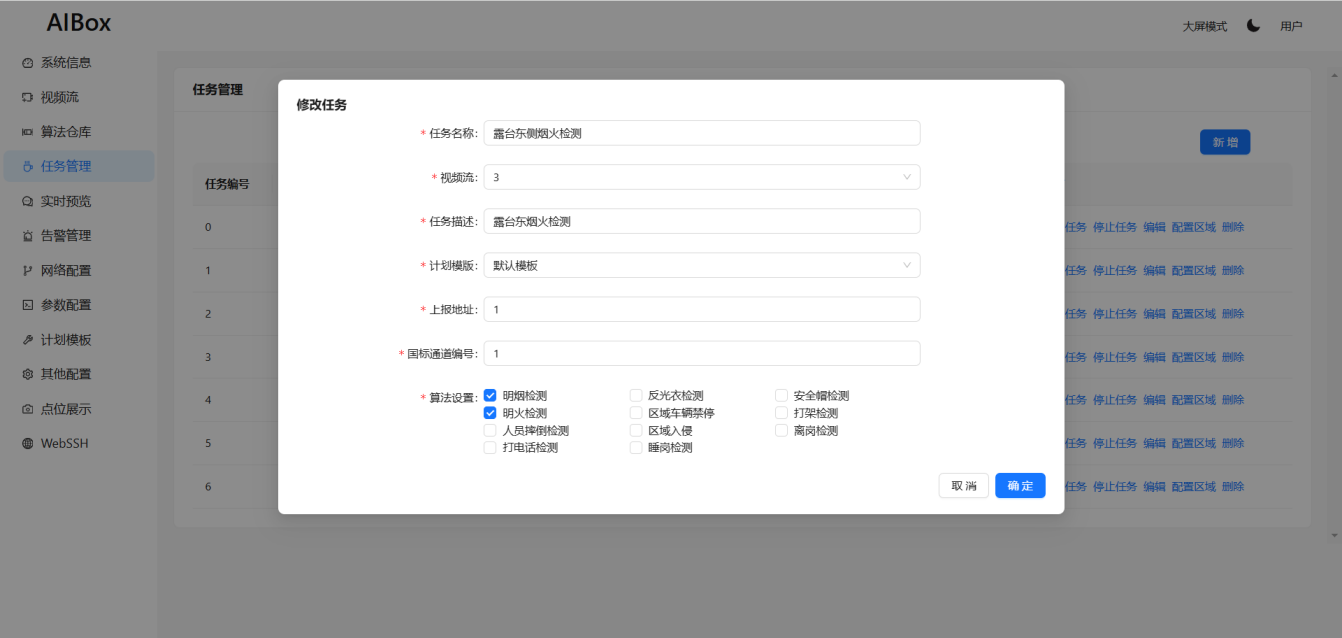 AIBox
大屏模式 用户
系统信息
视频流
算法仓库
任务管理
实时预览
告警管理
网络配置
参数配置
计划模板
其他配置
点位展示
WebSSH
任务管理
新增
任务编号
0 任务 停止任务 编辑 配置区域 删除
1 任务 停止任务 编辑 配置区域 删除
2 任务 停止任务 编辑 配置区域 删除
3 任务 停止任务 编辑 配置区域 删除
4 任务 停止任务 编辑 配置区域 删除
5 任务 停止任务 编辑 配置区域 删除
6 任务 停止任务 编辑 配置区域 删除
修改任务
* 任务名称: 露台东侧烟火检测
* 视频流: 3
* 任务描述: 露台东烟火检测
* 计划模版: 默认模板
* 上报地址: 1
* 国标通道编号: 1
* 算法设置: 明烟检测 反光衣检测 安全帽检测
明火检测 区域车辆禁停 打架检测
人员摔倒检测 区域入侵 离岗检测
打电话检测 睡岗检测
取消 确定